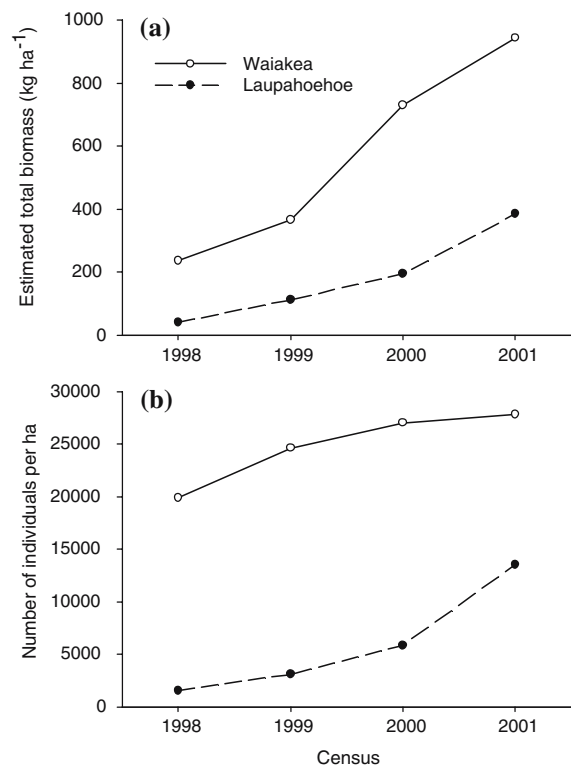 (a)
Waiakea
Laupahoehoe
Estimated total biomass (kg ha⁻¹)
1000
800
600
400
200
0
1998 1999 2000 2001
(b)
Number of individuals per ha
30000
25000
20000
15000
10000
5000
0
1998 1999 2000 2001
Census